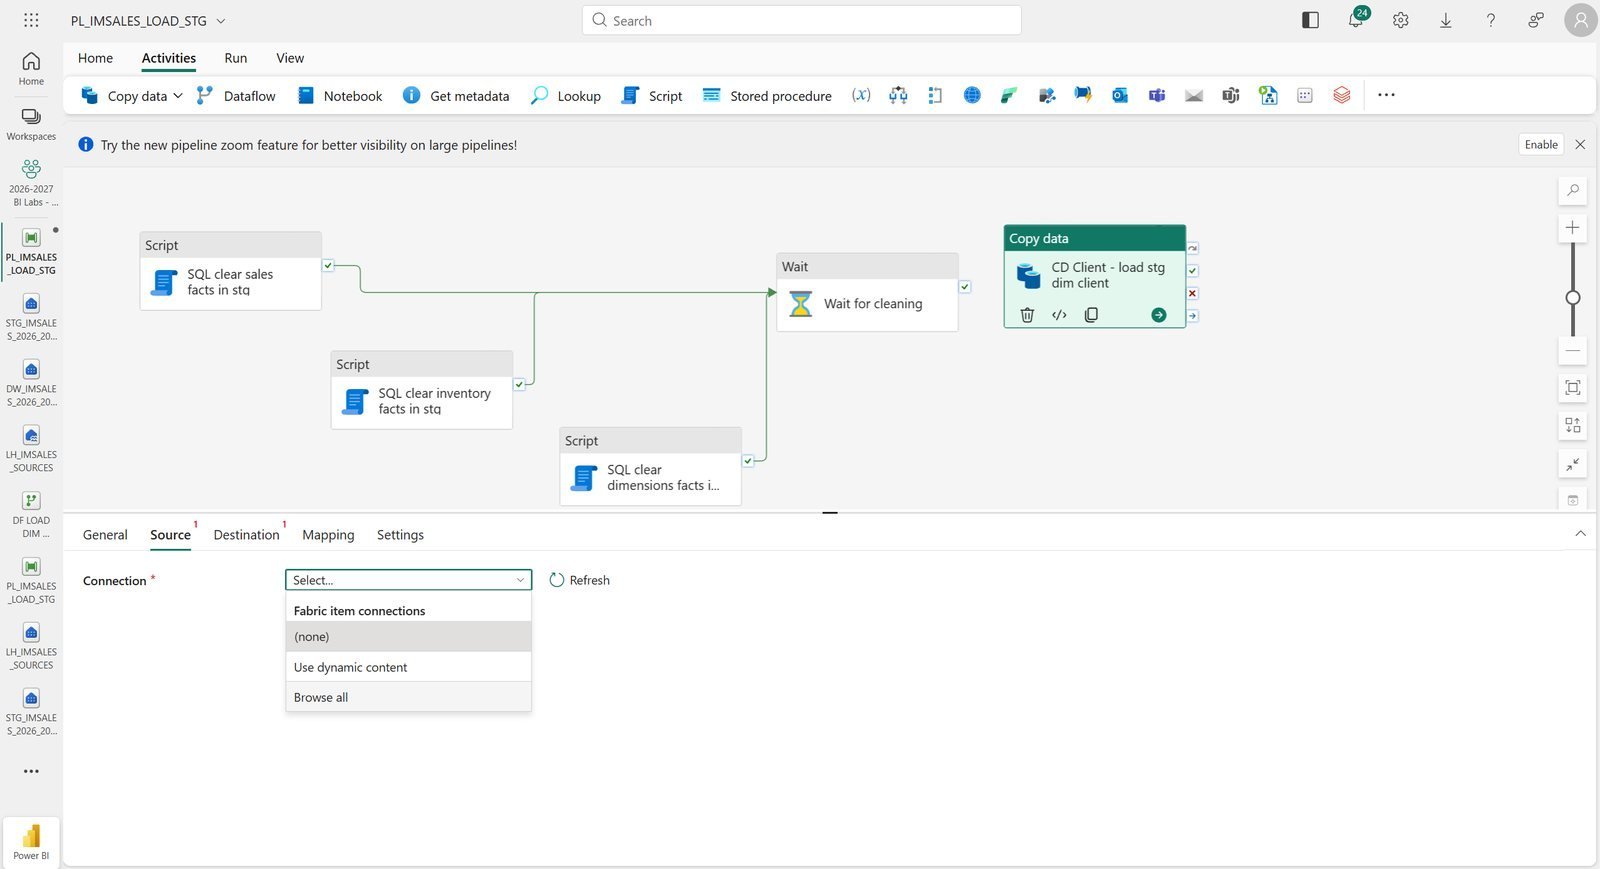 PL_IMSALES_LOAD_STG
Search
24
Home
Activities
Run
View
Copy data
Dataflow
Notebook
Get metadata
Lookup
Script
Stored procedure
Try the new pipeline zoom feature for better visibility on large pipelines!
Enable
Home
Workspaces
2026-2027
BI Labs - ...
PL_IMSALES
_LOAD_STG
STG_IMSALE
S_2026_20...
DW_IMSALE
S_2026_20...
LH_IMSALES
_SOURCES
DF LOAD
DIM ...
PL_IMSALES
_LOAD_STG
LH_IMSALES
_SOURCES
STG_IMSALE
S_2026_20...
Power BI
Script
SQL clear sales
facts in stg
Script
SQL clear inventory
facts in stg
Script
SQL clear
dimensions facts i...
Wait
Wait for cleaning
Copy data
CD Client - load stg
dim client
General
Source 1
Destination 1
Mapping
Settings
Connection *
Select...
Refresh
Fabric item connections
(none)
Use dynamic content
Browse all